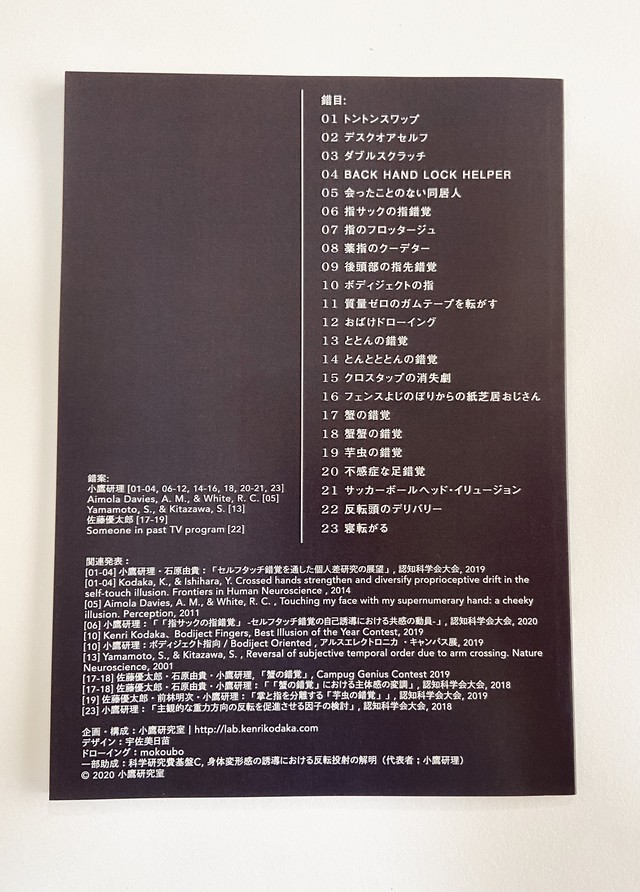 錯目:
01 トントンスワップ
02 デスクオアセルフ
03 ダブルスクラッチ
04 BACK HAND LOCK HELPER
05 会ったことのない同居人
06 指サックの指錯覚
07 指のフロッタージュ
08 薬指のクーデター
09 後頭部の指先錯覚
10 ボディジェクトの指
11 質量ゼロのガムテープを転がす
12 おばけドローイング
13 ととんの錯覚
14 とんとととんの錯覚
15 クロスタップの消失劇
16 フェンスよじのぼりからの紙芝居おじさん
17 蟹の錯覚
18 蟹蟹の錯覚
19 芋虫の錯覚
20 不感症な足錯覚
21 サッカーボールヘッド・イリュージョン
22 反転頭のデリバリー
23 寝転がる
錯案:
小鷹研理 [01-04, 06-12, 14-16, 18, 20-21, 23]
Aimola Davies, A. M., & White, R. C. [05]
Yamamoto, S., & Kitazawa, S. [13]
佐藤優太郎 [17-19]
Someone in past TV program [22]
関連発表:
[01-04] 小鷹研理・石原由貴:「セルフタッチ錯覚を通した個人差研究の展望」, 認知科学会大会, 2019
[01-04] Kodaka, K., & Ishihara, Y. Crossed hands strengthen and diversify proprioceptive drift in the
self-touch illusion. Frontiers in Human Neuroscience , 2014
[05] Aimola Davies, A. M., & White, R. C. , Touching my face with my supernumerary hand: a cheeky
illusion. Perception, 2011
[06] 小鷹研理:「「指サックの指錯覚」 -セルフタッチ錯覚の自己誘導における共感の動員-」, 認知科学会大会, 2020
[10] Kenri Kodaka、Bodiject Fingers, Best Illusion of the Year Contest, 2019
[10] 小鷹研理:ボディジェクト指向 / Bodiject Oriented , アルスエレクトロニカ・キャンパス展, 2019
[13] Yamamoto, S., & Kitazawa, S. , Reversal of subjective temporal order due to arm crossing. Nature
Neuroscience, 2001
[17-18] 佐藤優太郎・石原由貴・小鷹研理, 「蟹の錯覚」, Campug Genius Contest 2019
[17-18] 佐藤優太郎・石原由貴・小鷹研理:「「蟹の錯覚」における主体感の変調」, 認知科学会大会, 2018
[19] 佐藤優太郎・前林明次・小鷹研理:「掌と指を分離する「芋虫の錯覚」」, 認知科学会大会, 2019
[23] 小鷹研理:「主観的な重力方向の反転を促進させる因子の検討」, 認知科学会大会, 2018
企画・構成:小鷹研究室 | http://lab.kenrikodaka.com/
デザイン:宇佐美日苗
ドローイング:mokoubo
一部助成:科学研究費基盤C, 身体変形感の誘導における反転投射の解明(代表者:小鷹研理)
© 2020 小鷹研究室